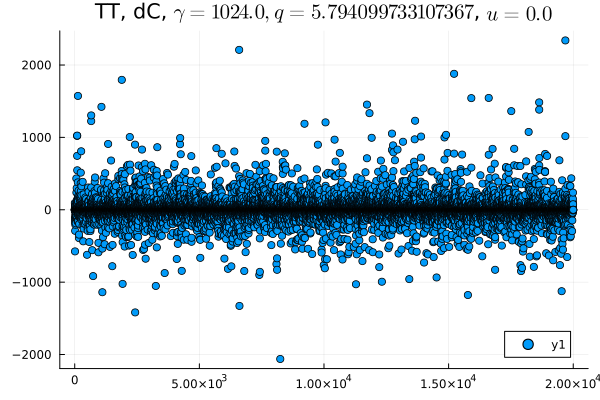 TT, dC, γ = 1024.0, q = 5.794099733107367, u = 0.0
2000
1000
0
−1000
−2000
0 5.00×10³ 1.00×10⁴ 1.50×10⁴ 2.00×10⁴
y1